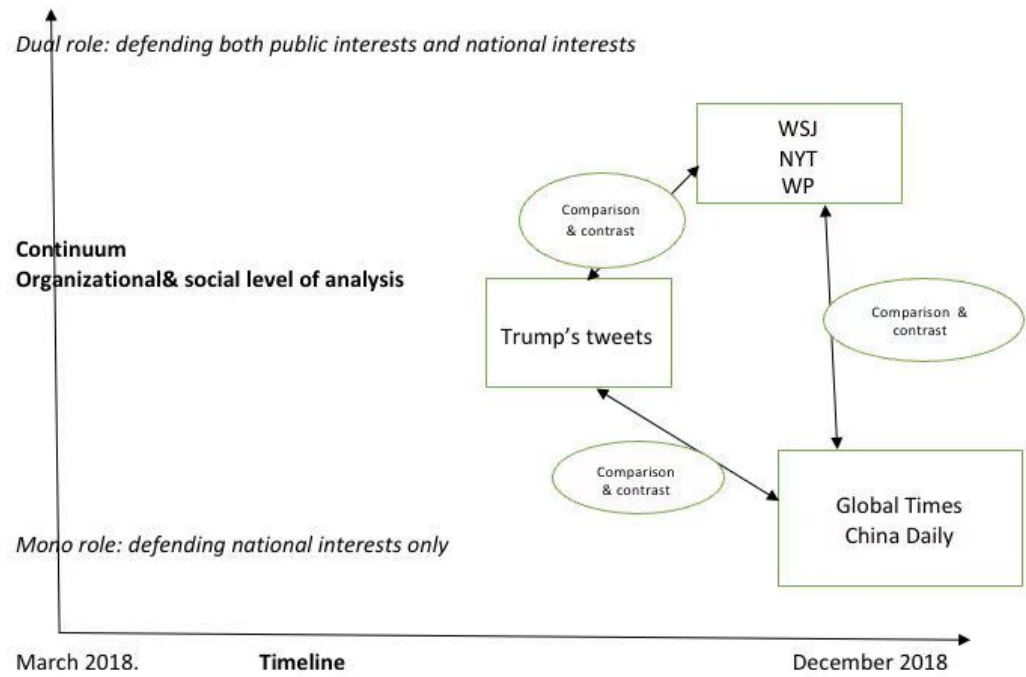 Dual role: defending both public interests and national interests
WSJ
NYT
WP
Comparison
& contrast
Continuum
Organizational& social level of analysis
Trump's tweets
Comparison &
contrast
Comparison
& contrast
Global Times
China Daily
Mono role: defending national interests only
March 2018. Timeline December 2018